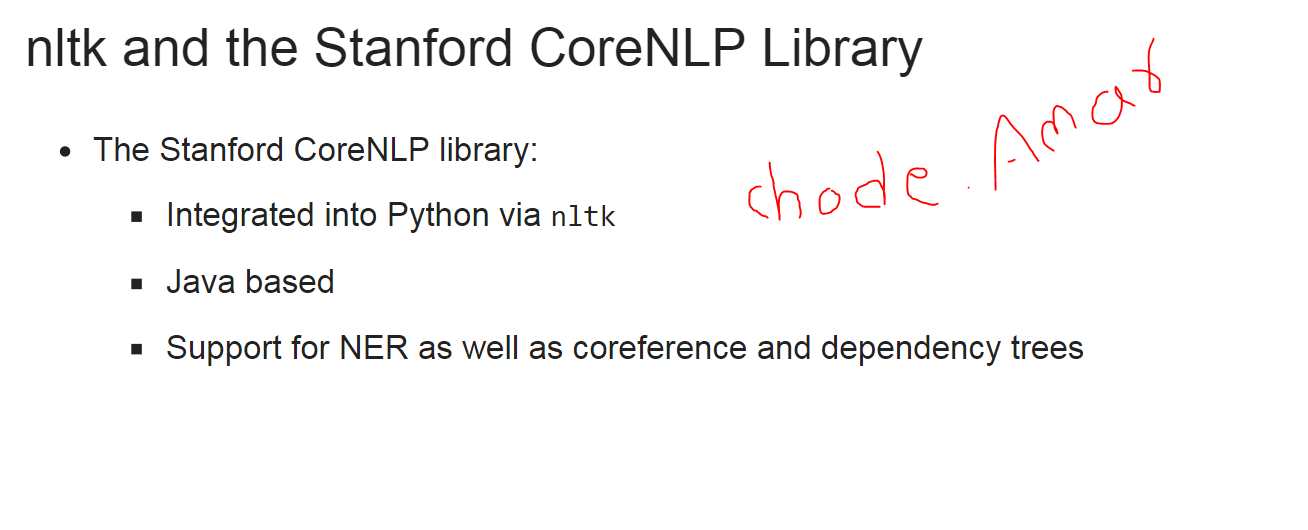 nltk and the Stanford CoreNLP Library
The Stanford CoreNLP library:
Integrated into Python via nltk
Java based
Support for NER as well as coreference and dependency trees
chode.